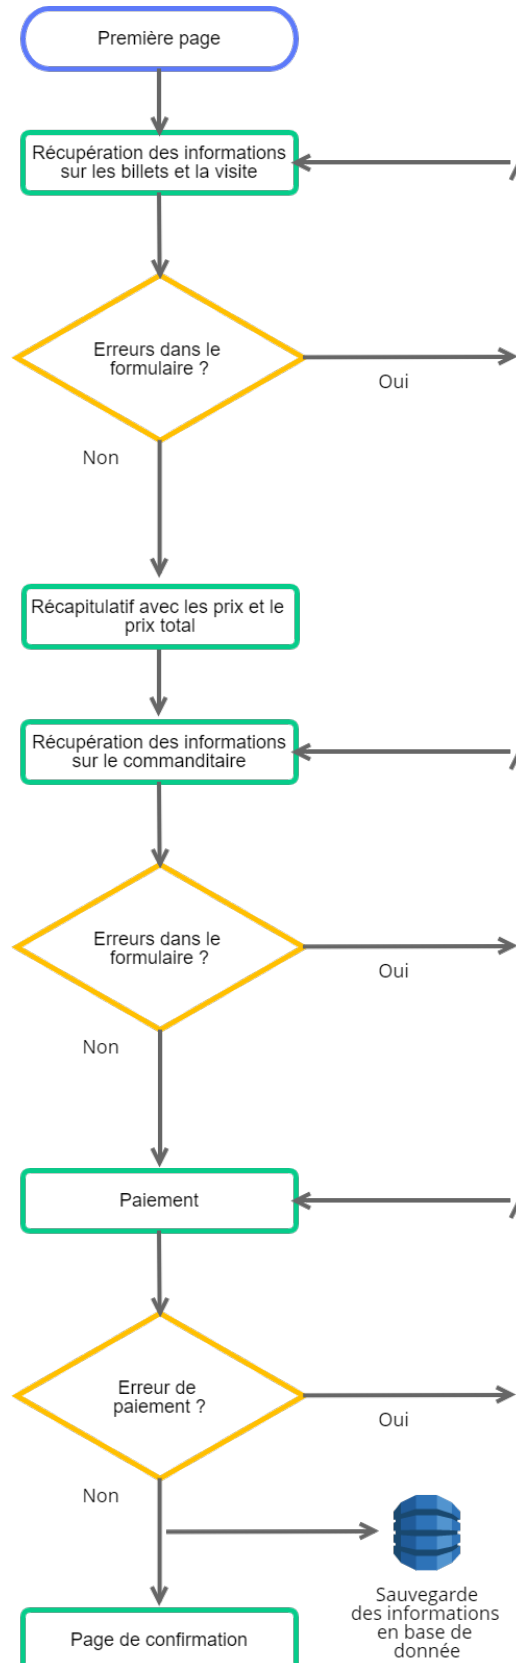 Première page
Récupération des informations
sur les billets et la visite
Erreurs dans le
formulaire ?
Oui
Non
Récapitulatif avec les prix et le
prix total
Récupération des informations
sur le commanditaire
Erreurs dans le
formulaire ?
Oui
Non
Paiement
Erreur de
paiement ?
Oui
Non
Sauvegarde
des informations
en base de
donnée
Page de confirmation